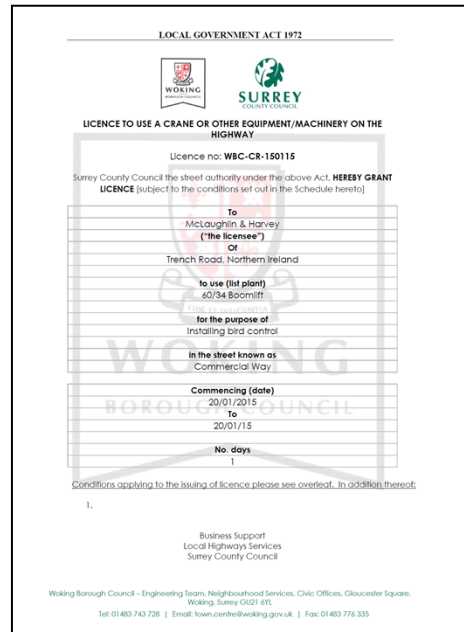 LOCAL GOVERNMENT ACT 1972
WOKING
BOROUGH COUNCIL
SURREY
COUNTY COUNCIL
LICENCE TO USE A CRANE OR OTHER EQUIPMENT/MACHINERY ON THE
HIGHWAY
Licence no: WBC-CR-150115
Surrey County Council the street authority under the above Act, HEREBY GRANT
LICENCE (subject to the conditions set out in the Schedule hereto)
To
McLaughlin & Harvey
("the licensee")
Of
Trench Road, Northern Ireland
to use (list plant)
60/34 Boomlift
for the purpose of
Installing bird control
WOKING
in the street known as
Commercial Way
Commencing (date)
20/01/2015
BOROUGH COUNCIL
To
20/01/15
No. days
1
Conditions applying to the issuing of licence please see overleaf. In addition thereof:
1.
Business Support
Local Highways Services
Surrey County Council
Woking Borough Council – Engineering Team, Neighbourhood Services, Civic Offices, Gloucester Square,
Woking, Surrey GU21 6YL
Tel: 01483 743 728 | Email: town.centre@woking.gov.uk | Fax: 01483 776 335